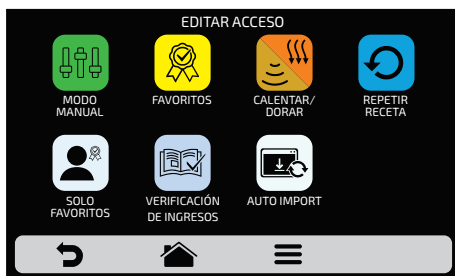 EDITAR ACCESO
MODO
MANUAL
FAVORITOS
CALENTAR/
DORAR
REPETIR
RECETA
SOLO
FAVORITOS
VERIFICACIÓN
DE INGRESOS
AUTO IMPORT